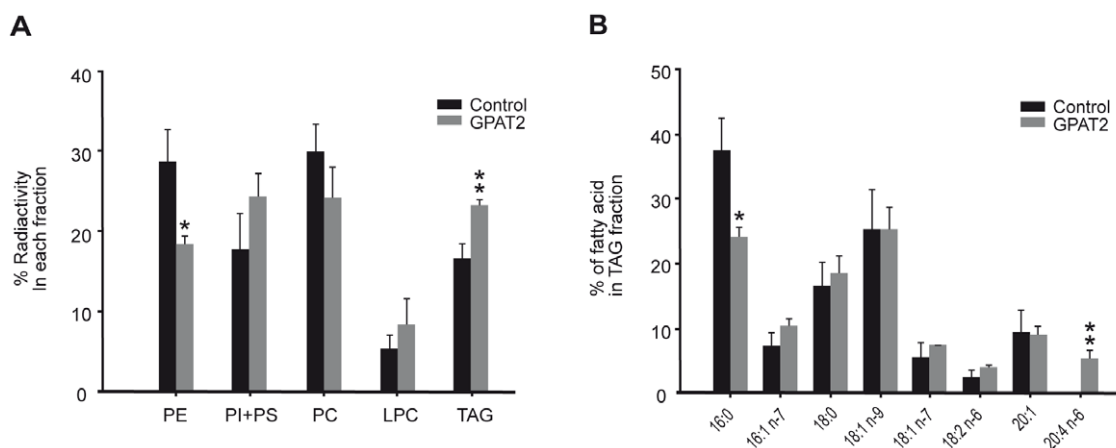 A
40
30
20
10
0
% Radiactivity
In each fraction
Control
GPAT2
*
**
PE
PI+PS
PC
LPC
TAG
B
50
40
30
20
10
0
% of fatty acid
in TAG fraction
Control
GPAT2
*
**
16:0
16:1 n-7
18:0
18:1 n-9
18:1 n-7
18:2 n-6
20:1
20:4 n-6